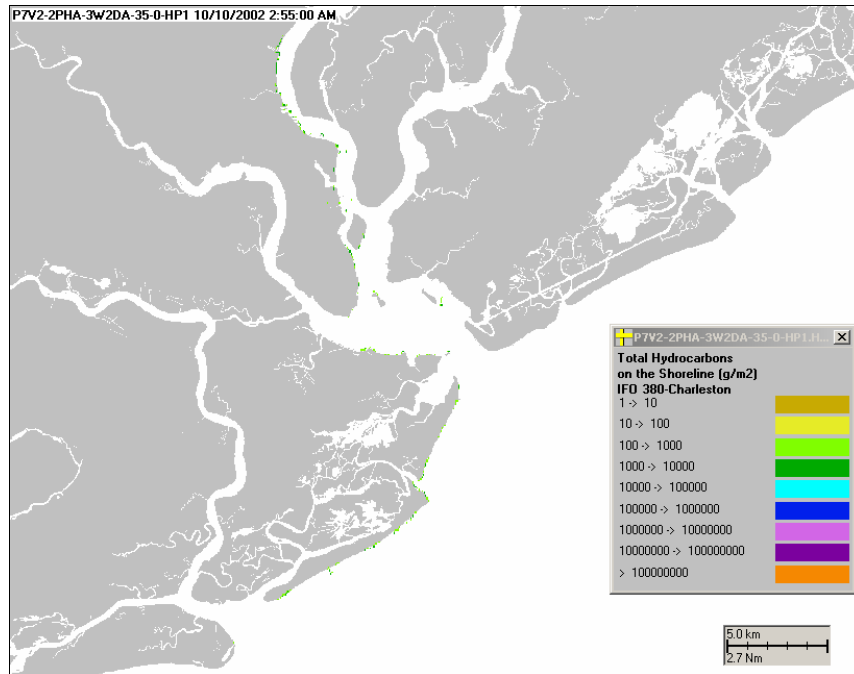 P7V2-2PHA-3W2DA-35-0-HP1 10/10/2002 2:55:00 AM
P7V2-2PHA-3W2DA-35-0-HP1.H...
Total Hydrocarbons
on the Shoreline (g/m2)
IFO 380-Charleston
1 -> 10
10 -> 100
100 -> 1000
1000 -> 10000
10000 -> 100000
100000 -> 1000000
1000000 -> 10000000
10000000 -> 100000000
> 100000000
5.0 km
2.7 Nm